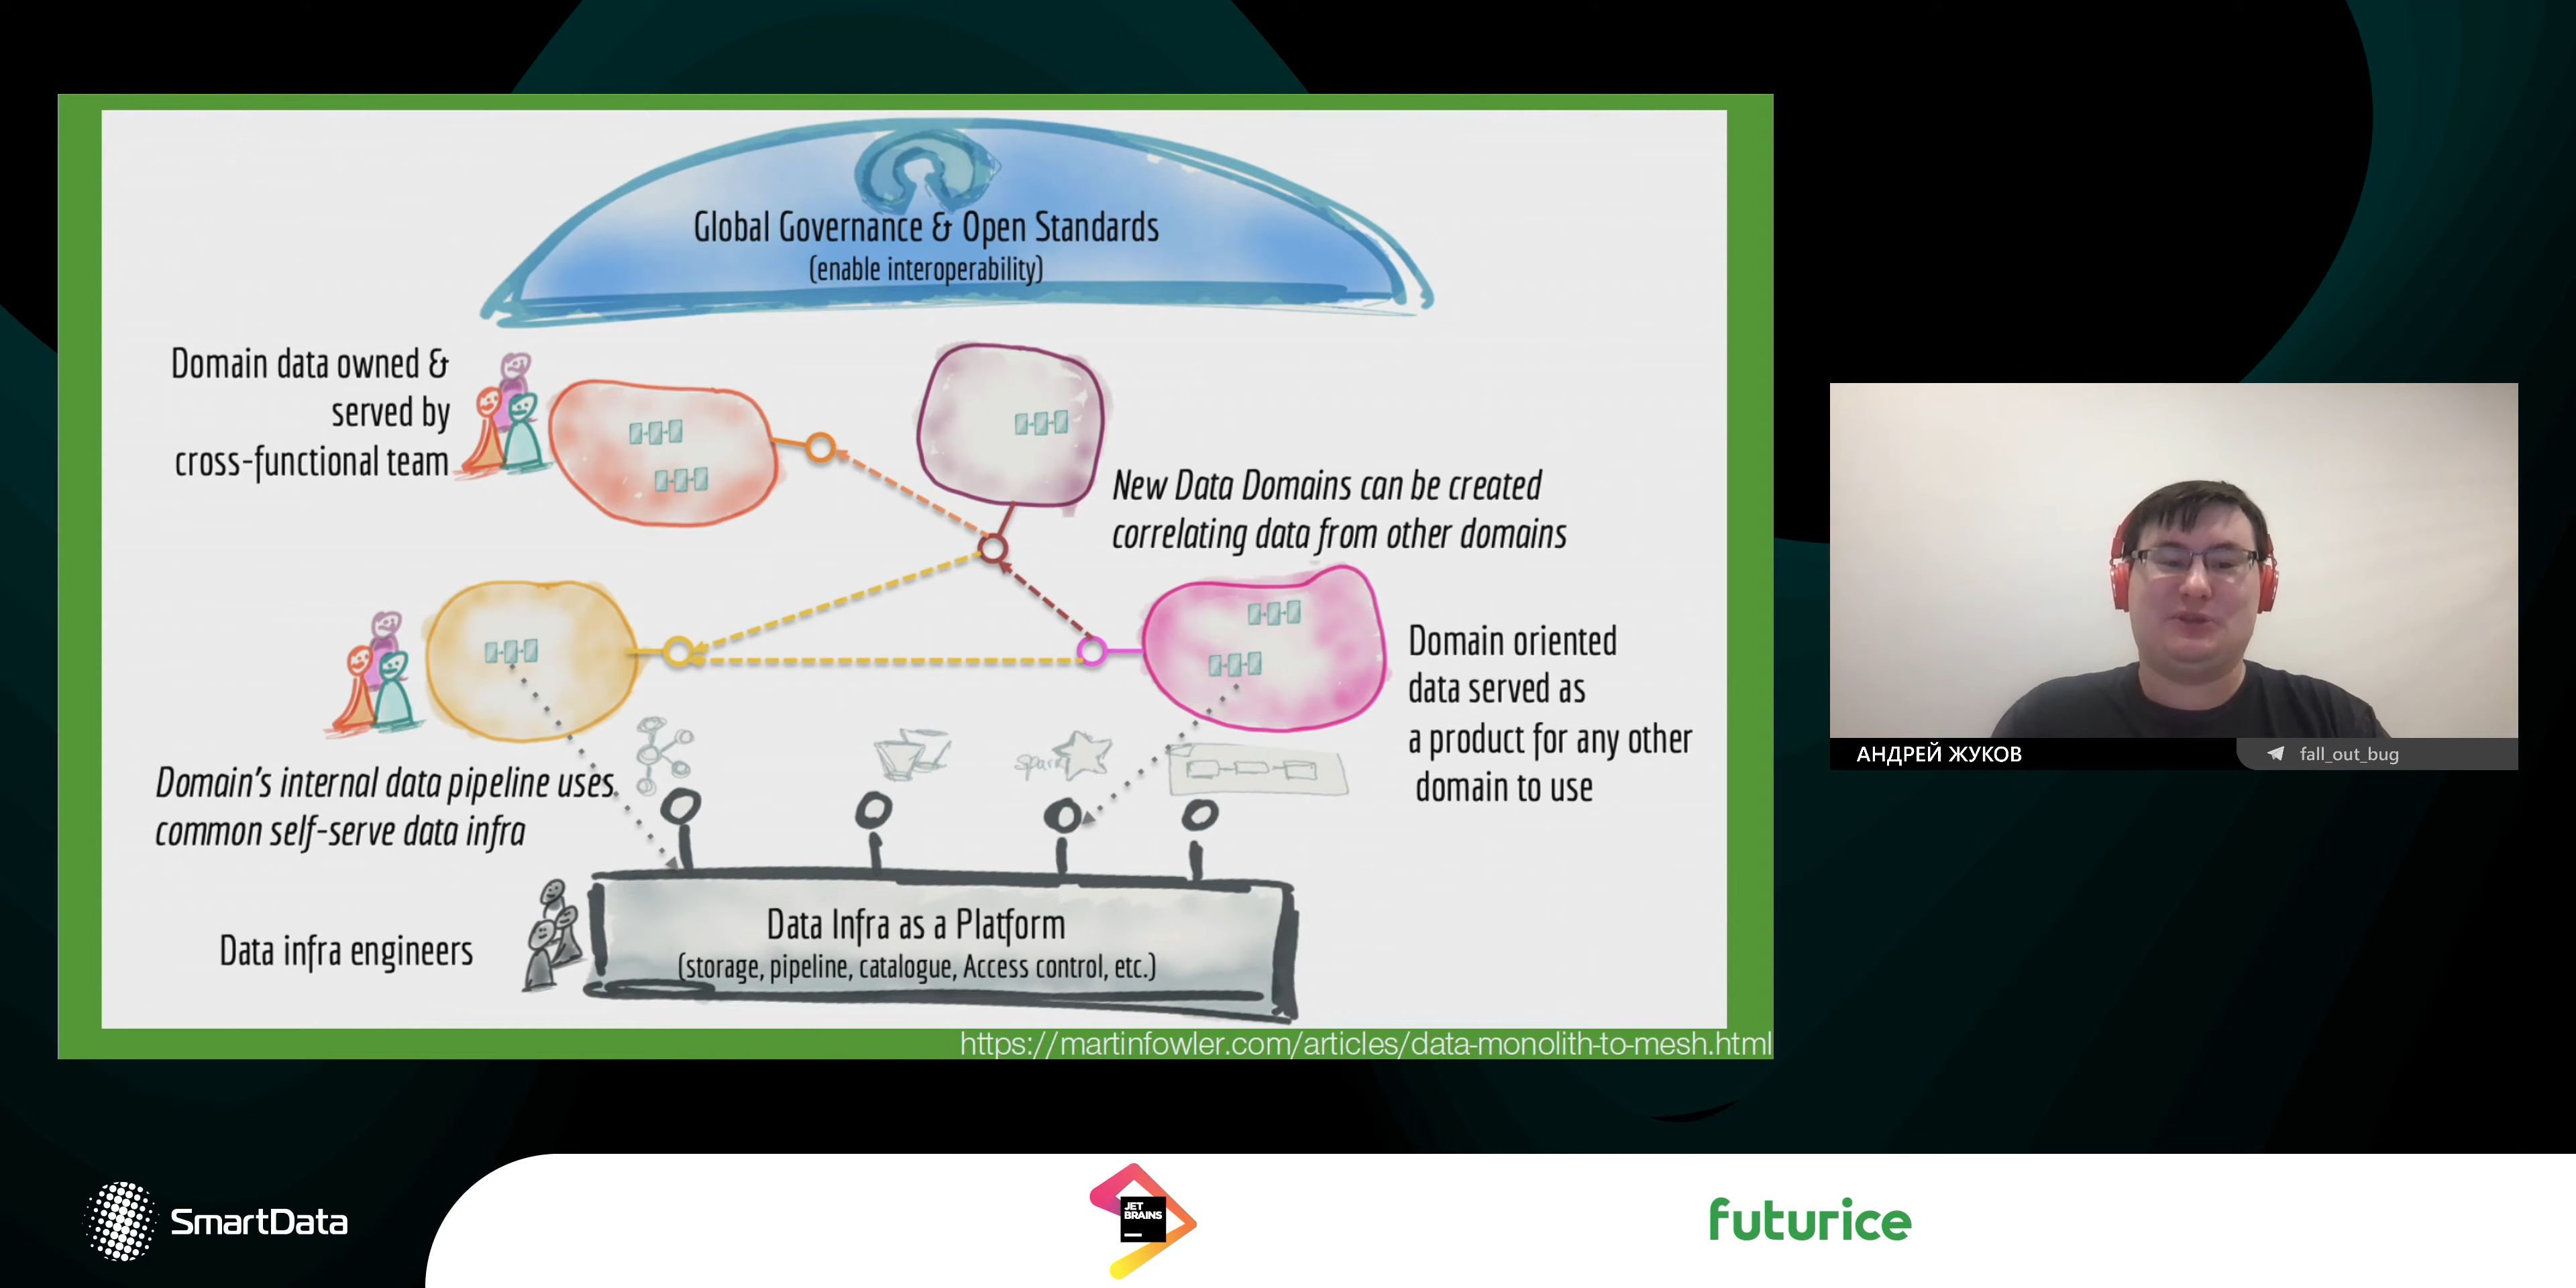 Global Governance & Open Standards
(enable interoperability)
Domain data owned &
served by
cross-functional team
New Data Domains can be created
correlating data from other domains
Domain oriented
data served as
a product for any other
domain to use
Domain's internal data pipeline uses
common self-serve data infra
Spark
Data infra engineers
Data Infra as a Platform
(storage, pipeline, catalogue, Access control, etc.)
https://martinfowler.com/articles/data-monolith-to-mesh.html
АНДРЕЙ ЖУКОВ
fall_out_bug
SmartData
JET
BRAINS
futurice